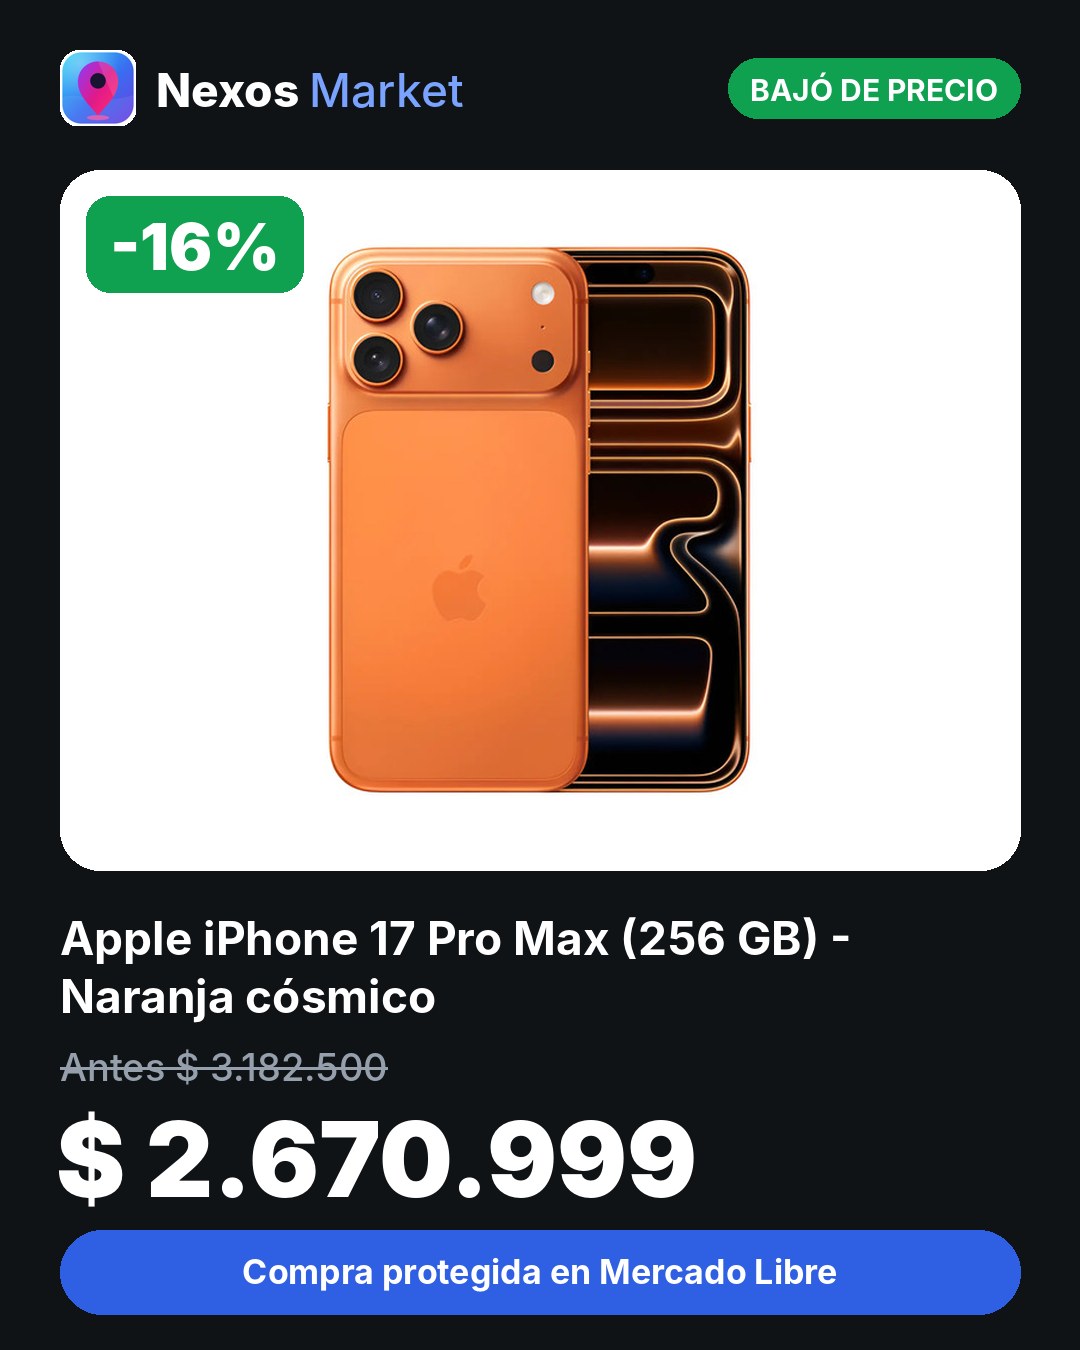 Nexos Market
BAJÓ DE PRECIO
-16%
Apple iPhone 17 Pro Max (256 GB) -
Naranja cósmico
Antes $ 3.182.500
$ 2.670.999
Compra protegida en Mercado Libre